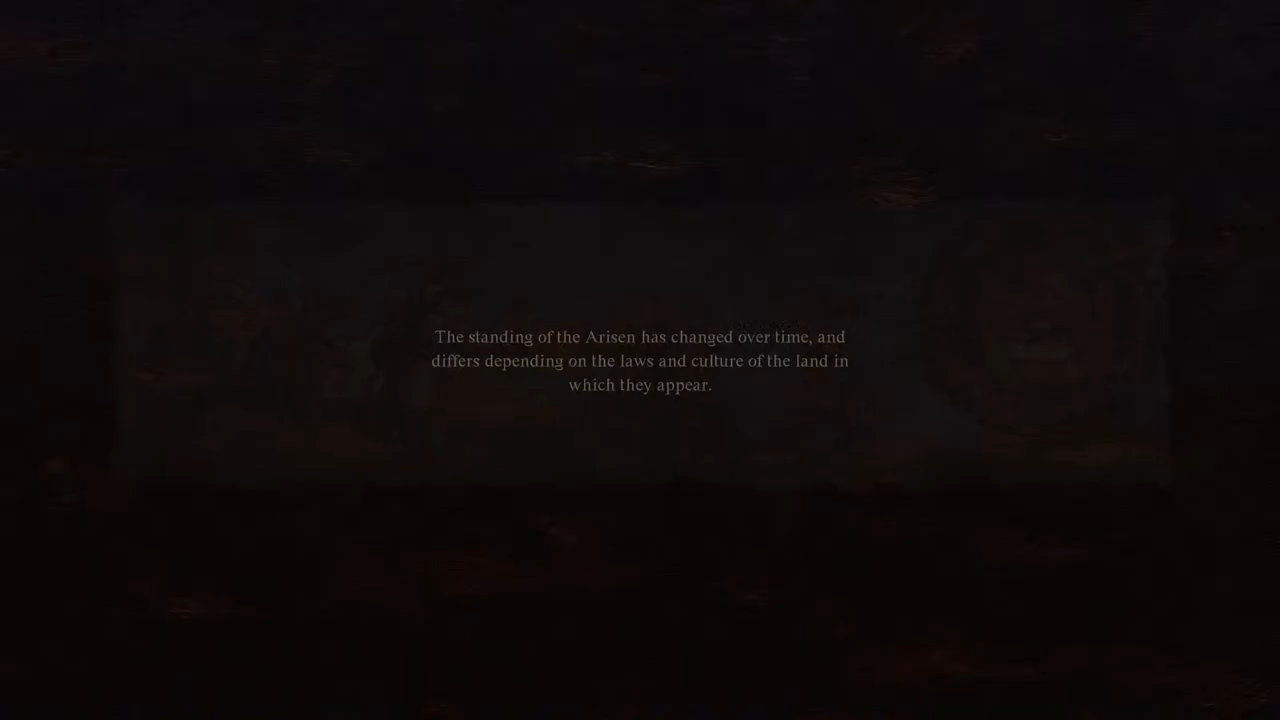 The standing of the Arisen has changed over time, and
differs depending on the laws and culture of the land in
which they appear.